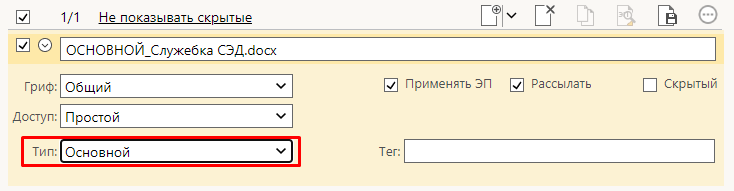 1/1 Не показывать скрытые
ОСНОВНОЙ_Служебка СЭД.docx
Гриф: Общий Применять ЭП Рассылать Скрытый
Доступ: Простой
Тип: Основной Тег: